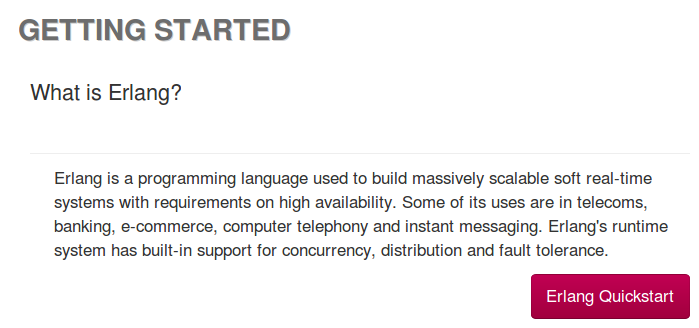 GETTING STARTED
What is Erlang?
Erlang is a programming language used to build massively scalable soft real-time
systems with requirements on high availability. Some of its uses are in telecoms,
banking, e-commerce, computer telephony and instant messaging. Erlang's runtime
system has built-in support for concurrency, distribution and fault tolerance.
Erlang Quickstart